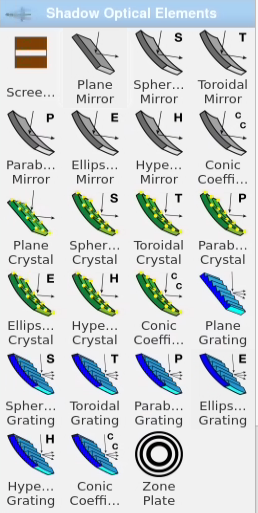 Shadow Optical Elements
S T
Scree... Plane Spher... Toroidal
Mirror Mirror Mirror
P E H C
C
Parab... Ellips... Hype... Conic
Mirror Mirror Mirror Coeffi...
S T P
Plane Spher... Toroidal Parab...
Crystal Crystal Crystal Crystal
E H C
C
Ellips... Hype... Conic Plane
Crystal Crystal Coeffi... Grating
S T P E
Spher... Toroidal Parab... Ellips...
Grating Grating Grating Grating
H C
C
Hype... Conic Zone
Grating Coeffi... Plate